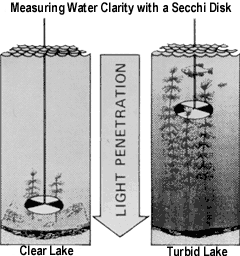 Measuring Water Clarity with a Secchi Disk
LIGHT PENETRATION
Clear Lake
Turbid Lake